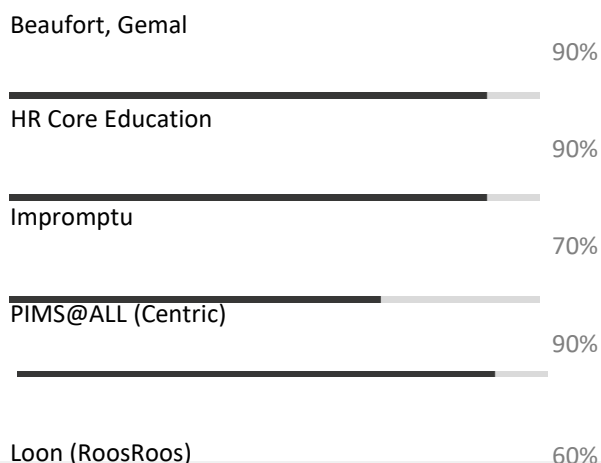 Beaufort, Gemal
90%
HR Core Education
90%
Impromptu
70%
PIMS@ALL (Centric)
90%
Loon (RoosRoos)
60%